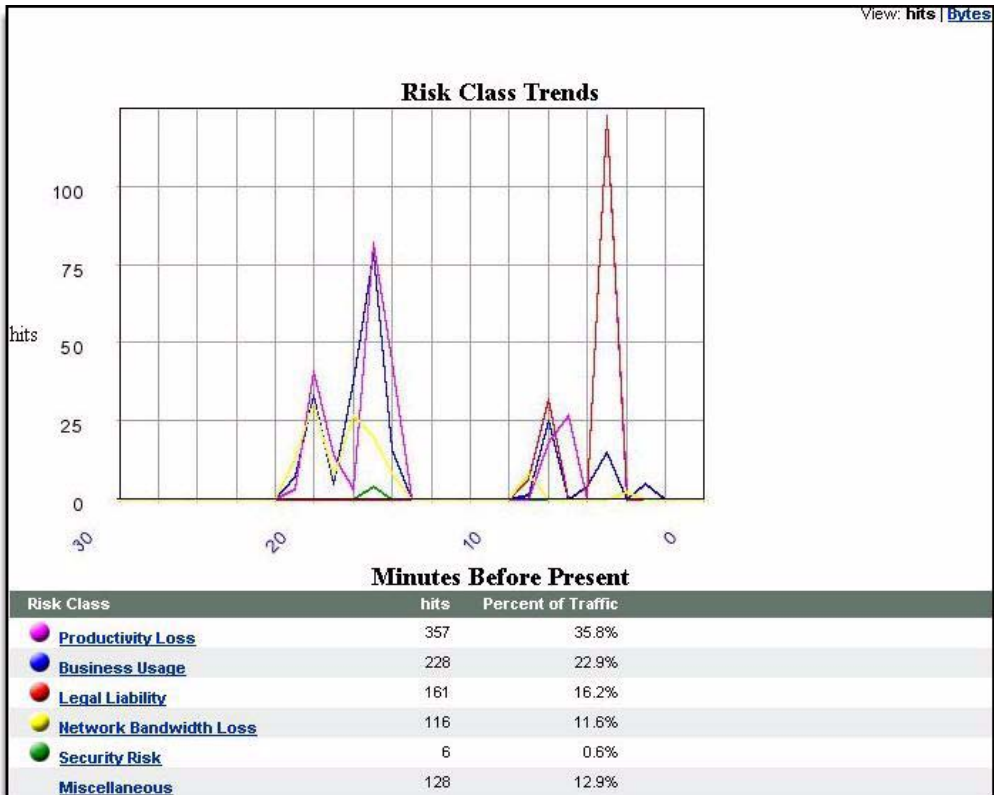 View: hits | Bytes
Risk Class Trends
100
75
50
25
0
hits
30
20
10
0
Minutes Before Present
Risk Class hits Percent of Traffic
Productivity Loss 357 35.8%
Business Usage 228 22.9%
Legal Liability 161 16.2%
Network Bandwidth Loss 116 11.6%
Security Risk 6 0.6%
Miscellaneous 128 12.9%